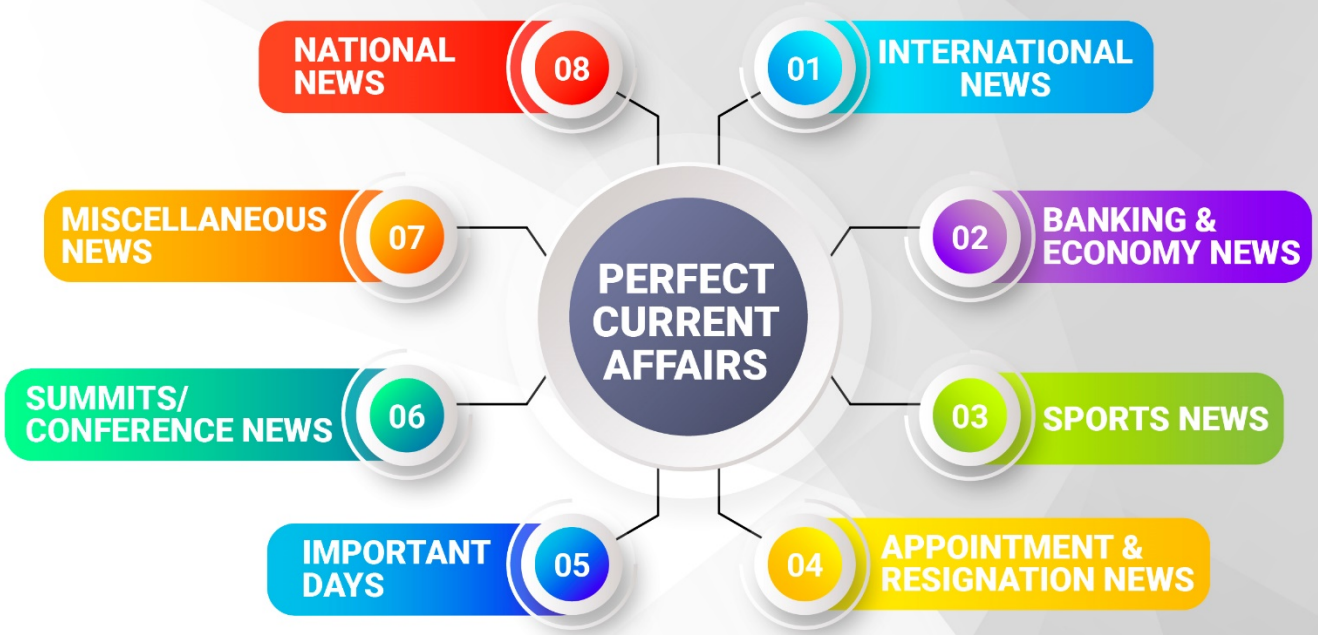 NATIONAL
NEWS
08
01
INTERNATIONAL
NEWS
MISCELLANEOUS
NEWS
07
02
BANKING &
ECONOMY NEWS
PERFECT
CURRENT
AFFAIRS
SUMMITS/
CONFERENCE NEWS
06
03
SPORTS NEWS
IMPORTANT
DAYS
05
04
APPOINTMENT &
RESIGNATION NEWS